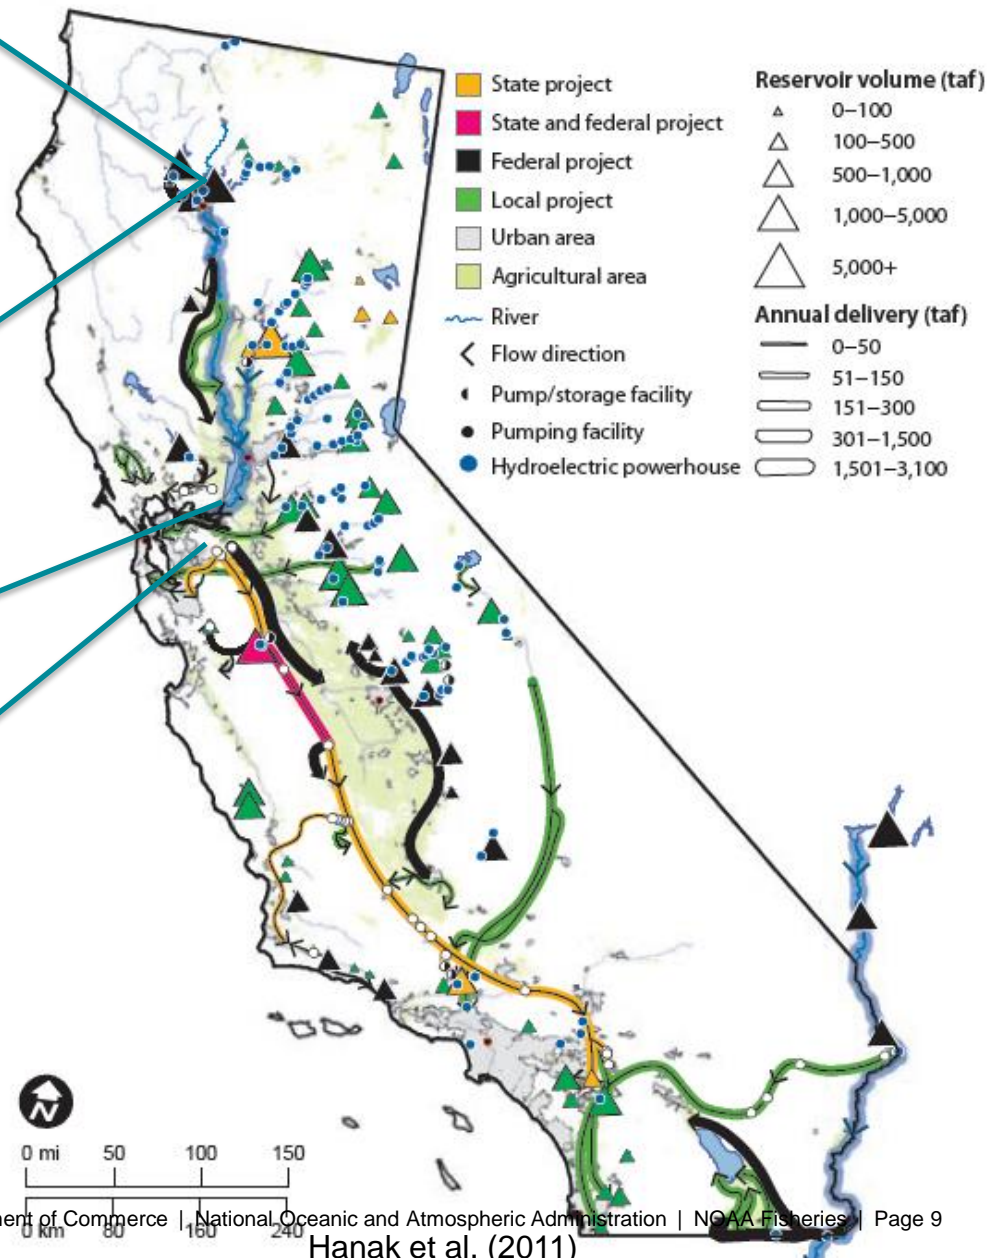 State project
State and federal project
Federal project
Local project
Urban area
Agricultural area
River
Flow direction
Pump/storage facility
Pumping facility
Hydroelectric powerhouse
Reservoir volume (taf)
0–100
100–500
500–1,000
1,000–5,000
5,000+
Annual delivery (taf)
0–50
51–150
151–300
301–1,500
1,501–3,100
N
0 mi 50 100 150
0 km 80 160 240
of Commerce | National Oceanic and Atmospheric Administration | NOAA Fisheries | Page 9
Hanak et al. (2011)